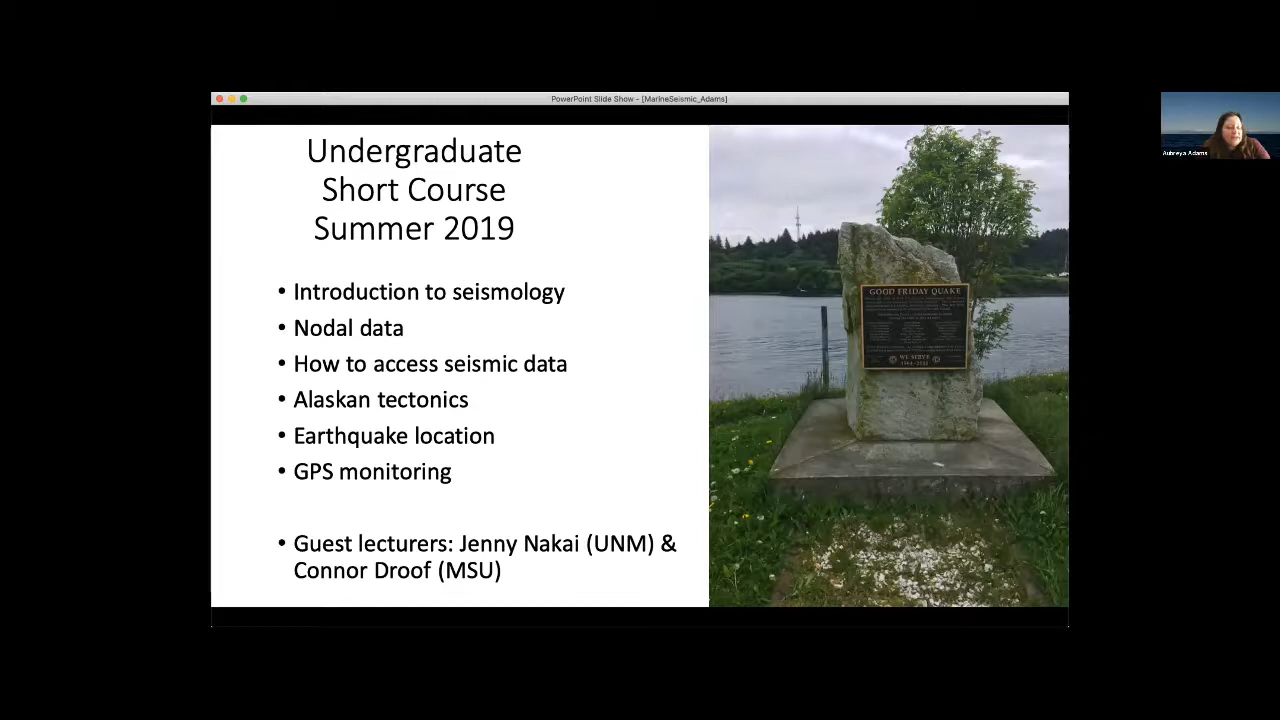 PowerPoint Slide Show - [MarineSeismic_Adams]
Undergraduate
Short Course
Summer 2019
• Introduction to seismology
• Nodal data
• How to access seismic data
• Alaskan tectonics
• Earthquake location
• GPS monitoring
• Guest lecturers: Jenny Nakai (UNM) &
Connor Droof (MSU)
GOOD FRIDAY QUAKE
WE SERVE
Aubreya Adams